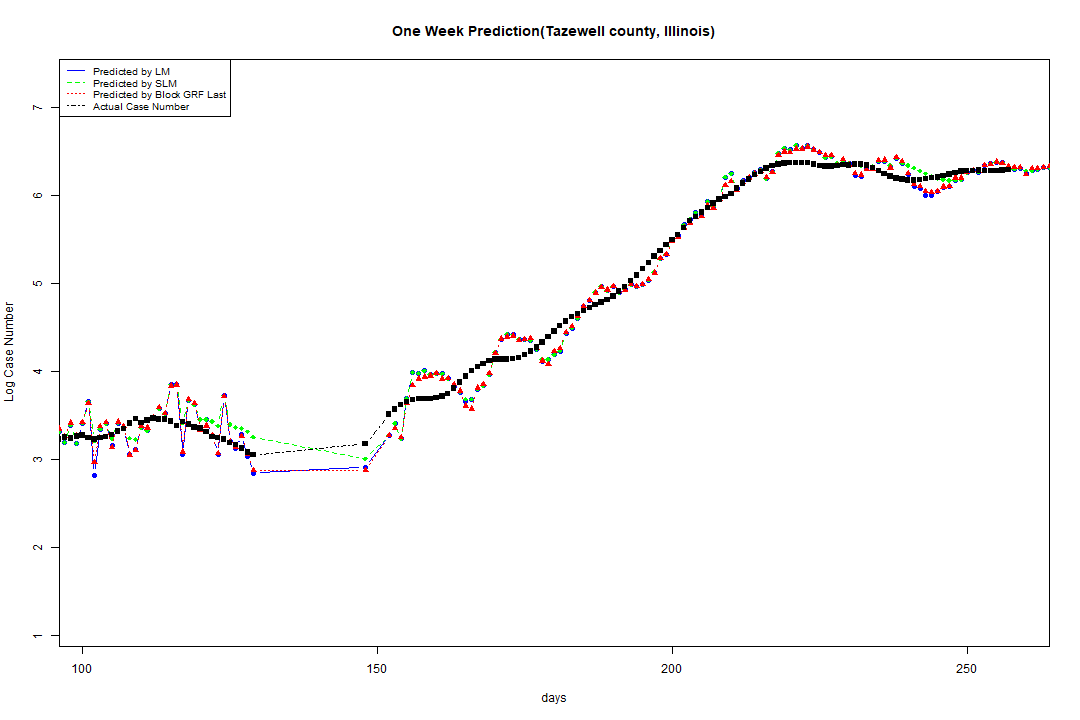 One Week Prediction(Tazewell county, Illinois)
Predicted by LM
Predicted by SLM
Predicted by Block GRF Last
Actual Case Number
7
6
5
4
3
2
1
Log Case Number
100 150 200 250
days